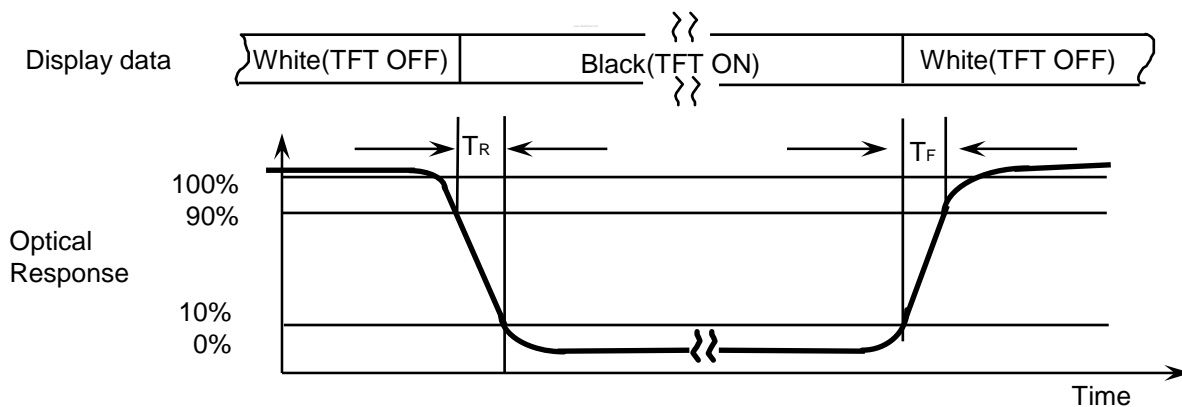 Display data
White(TFT OFF)
Black(TFT ON)
White(TFT OFF)
TR
TF
100%
90%
Optical
Response
10%
0%
Time